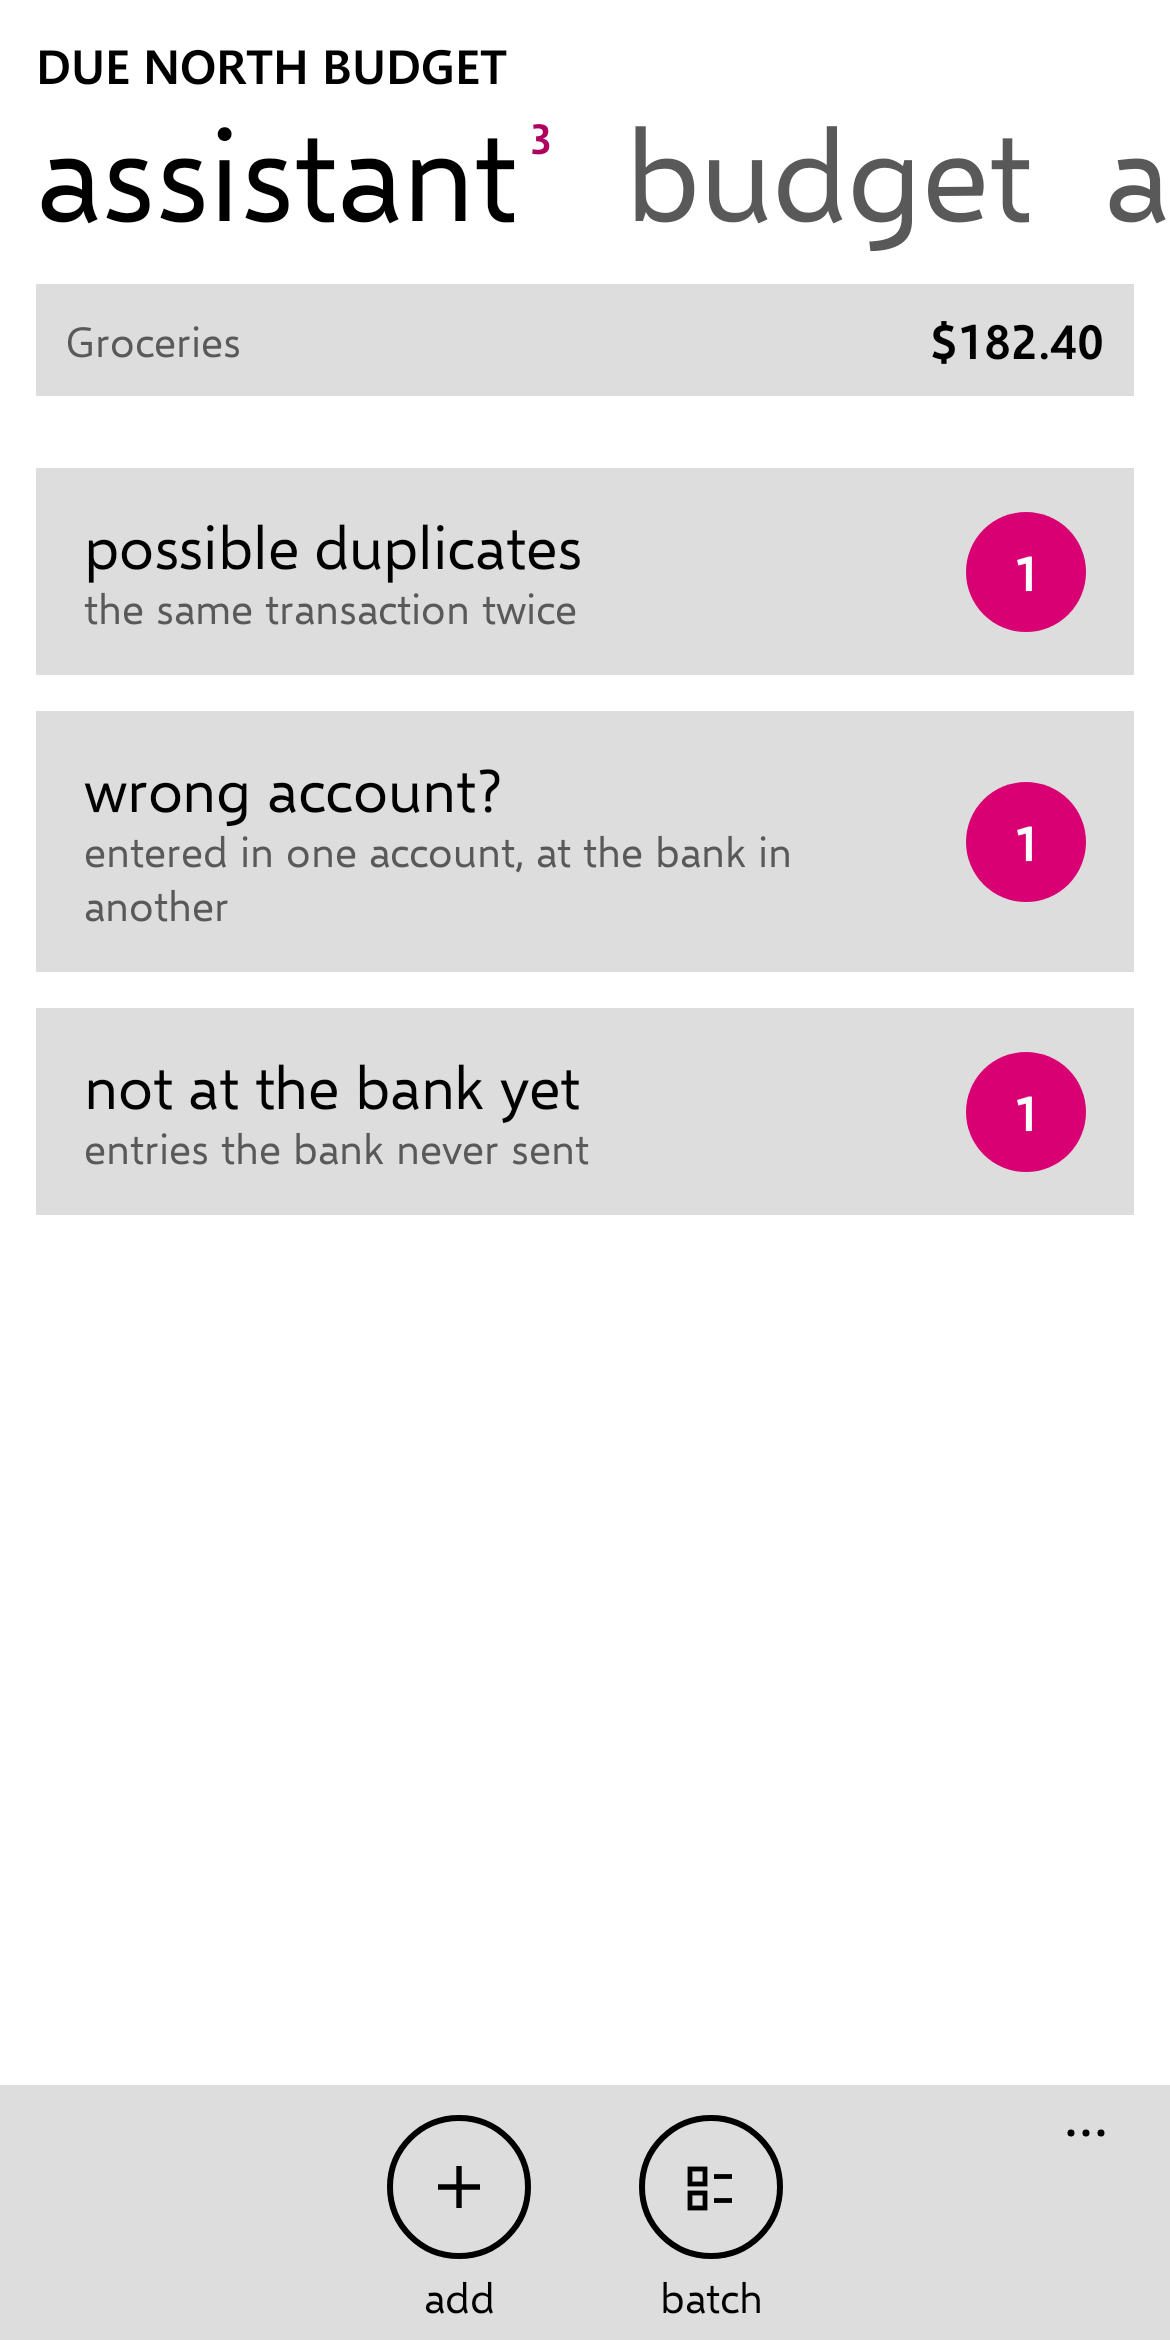 DUE NORTH BUDGET
assistant 3 budget a
Groceries $182.40
possible duplicates
the same transaction twice
1
wrong account?
entered in one account, at the bank in
another
1
not at the bank yet
entries the bank never sent
1
...
add batch